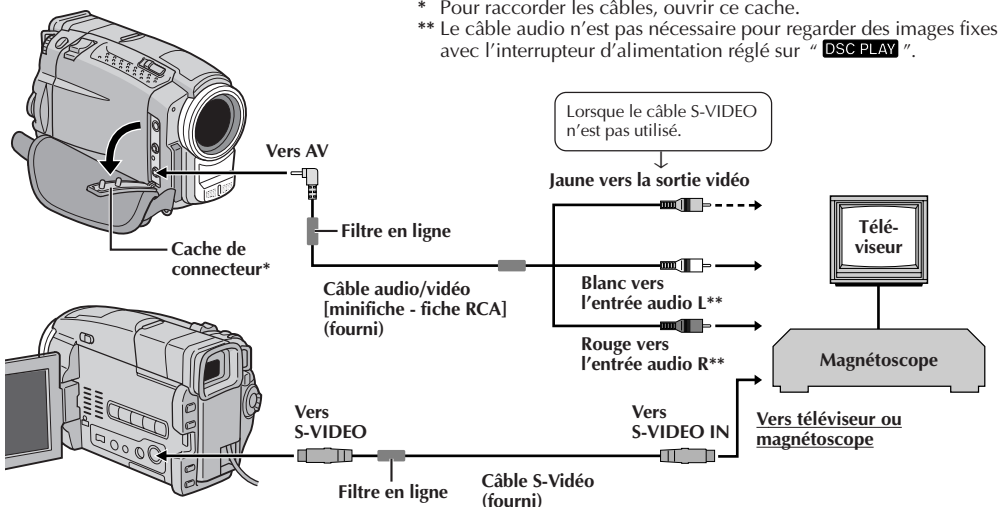 * Pour raccorder les câbles, ouvrir ce cache.
** Le câble audio n’est pas nécessaire pour regarder des images fixes
avec l’interrupteur d’alimentation réglé sur “ DSC PLAY ”.
Lorsque le câble S-VIDEO
n’est pas utilisé.
Vers AV
Jaune vers la sortie vidéo
Filtre en ligne
Cache de
connecteur*
Câble audio/vidéo
[minifiche - fiche RCA]
(fourni)
Blanc vers
l’entrée audio L**
Rouge vers
l’entrée audio R**
Télé-
viseur
Magnétoscope
Vers téléviseur ou
magnétoscope
Vers
S-VIDEO
Vers
S-VIDEO IN
Filtre en ligne
Câble S-Vidéo
(fourni)